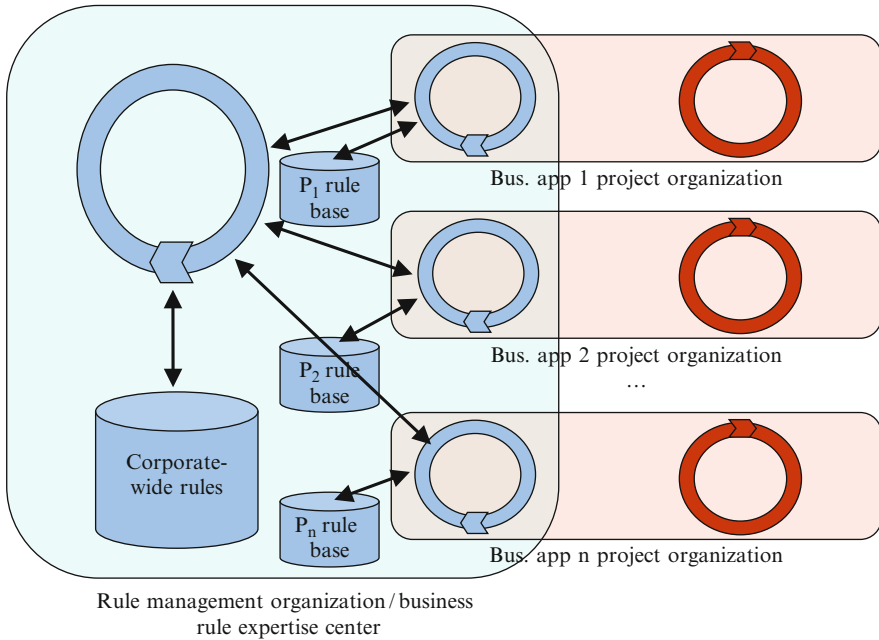 P1 rule
base
Bus. app 1 project organization
P2 rule
base
Bus. app 2 project organization
...
Corporate-
wide rules
Pn rule
base
Bus. app n project organization
Rule management organization/business
rule expertise center